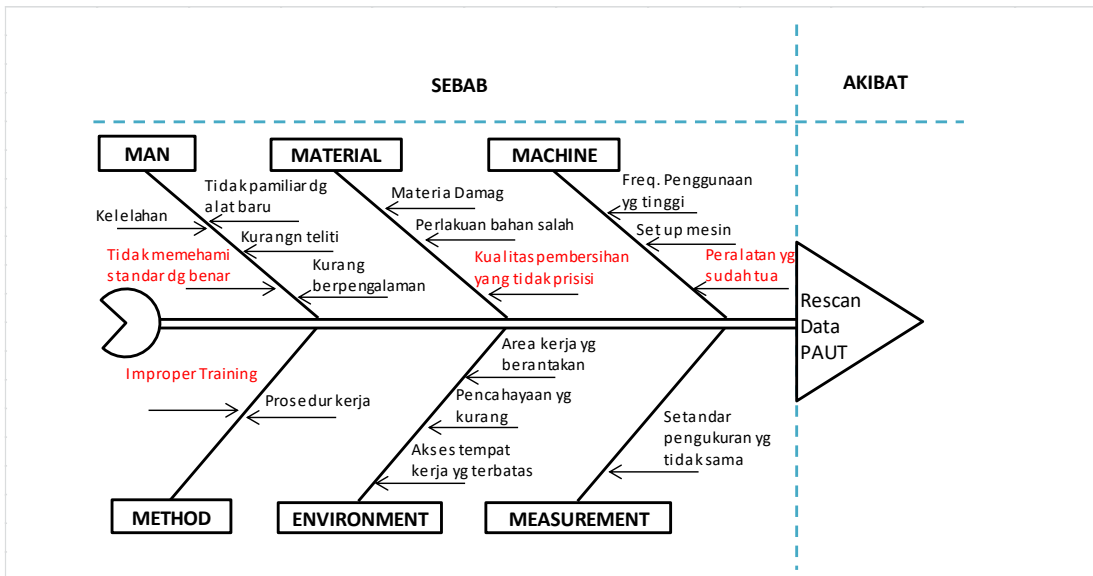 SEBAB
AKIBAT
MAN
MATERIAL
MACHINE
Tidak pamiliar dg
alat baru
Kelelahan
Kurangn teliti
Tidak memehami
standar dg benar
Kurang
berpengalaman
Materia Damag
Perlakuan bahan salah
Kualitas pembersihan
yang tidak prisisi
Freq. Penggunaan
yg tinggi
Set up mesin
Peralatan yg
sudah tua
Rescan
Data
PAUT
Improper Training
Prosedur kerja
Area kerja yg
berantakan
Pencahayaan yg
kurang
Akses tempat
kerja yg terbatas
Setandar
pengukuran yg
tidak sama
METHOD
ENVIRONMENT
MEASUREMENT